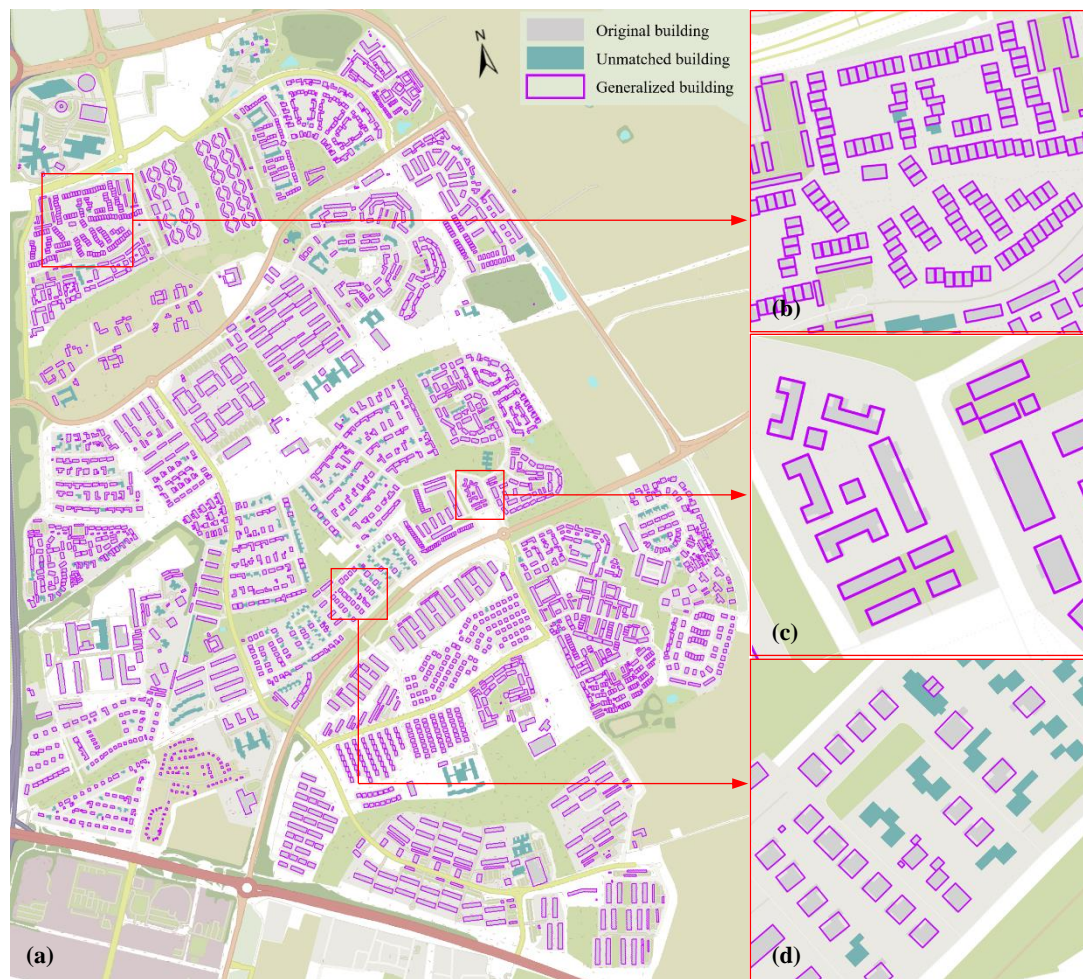 N
Original building
Unmatched building
Generalized building
(a)
(b)
(c)
(d)